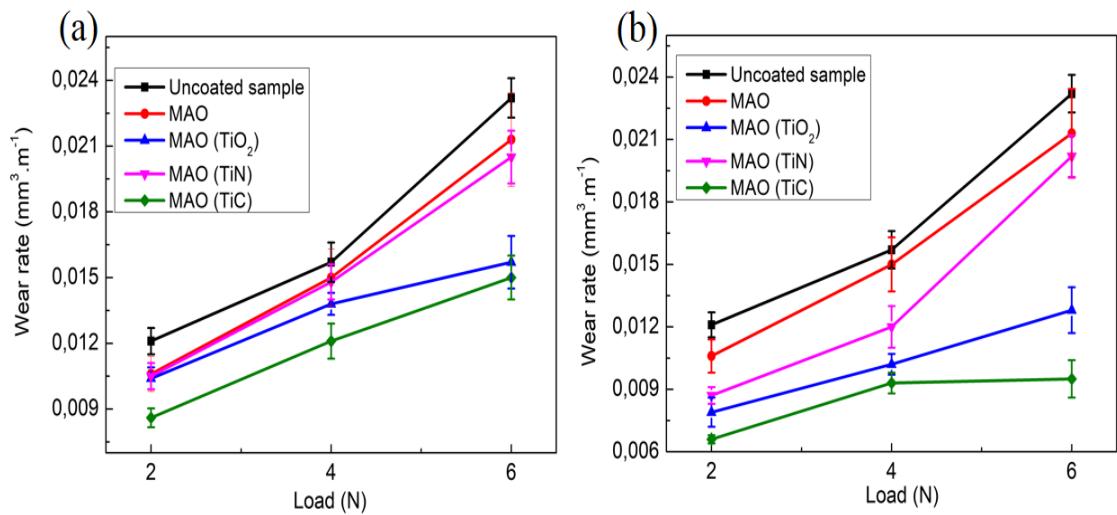 (a)
Wear rate (mm³.m⁻¹)
0,024
0,021
0,018
0,015
0,012
0,009
Uncoated sample
MAO
MAO (TiO₂)
MAO (TiN)
MAO (TiC)
2
4
6
Load (N)
(b)
Wear rate (mm³.m⁻¹)
0,024
0,021
0,018
0,015
0,012
0,009
0,006
Uncoated sample
MAO
MAO (TiO₂)
MAO (TiN)
MAO (TiC)
2
4
6
Load (N)